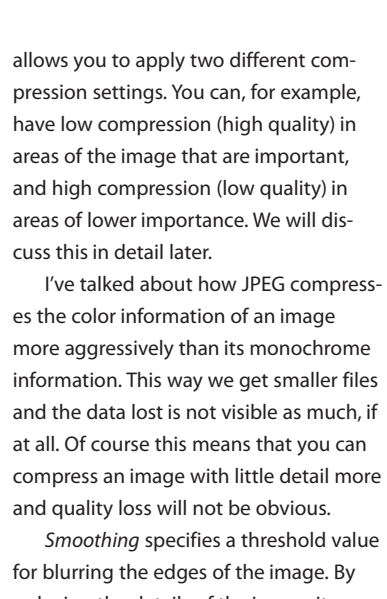 allows you to apply two different com-
pression settings. You can, for example,
have low compression (high quality) in
areas of the image that are important,
and high compression (low quality) in
areas of lower importance. We will dis-
cuss this in detail later.
I've talked about how JPEG compress-
es the color information of an image
more aggressively than its monochrome
information. This way we get smaller files
and the data lost is not visible as much, if
at all. Of course this means that you can
compress an image with little detail more
and quality loss will not be obvious.
Smoothing specifies a threshold value
for blurring the edges of the image. By